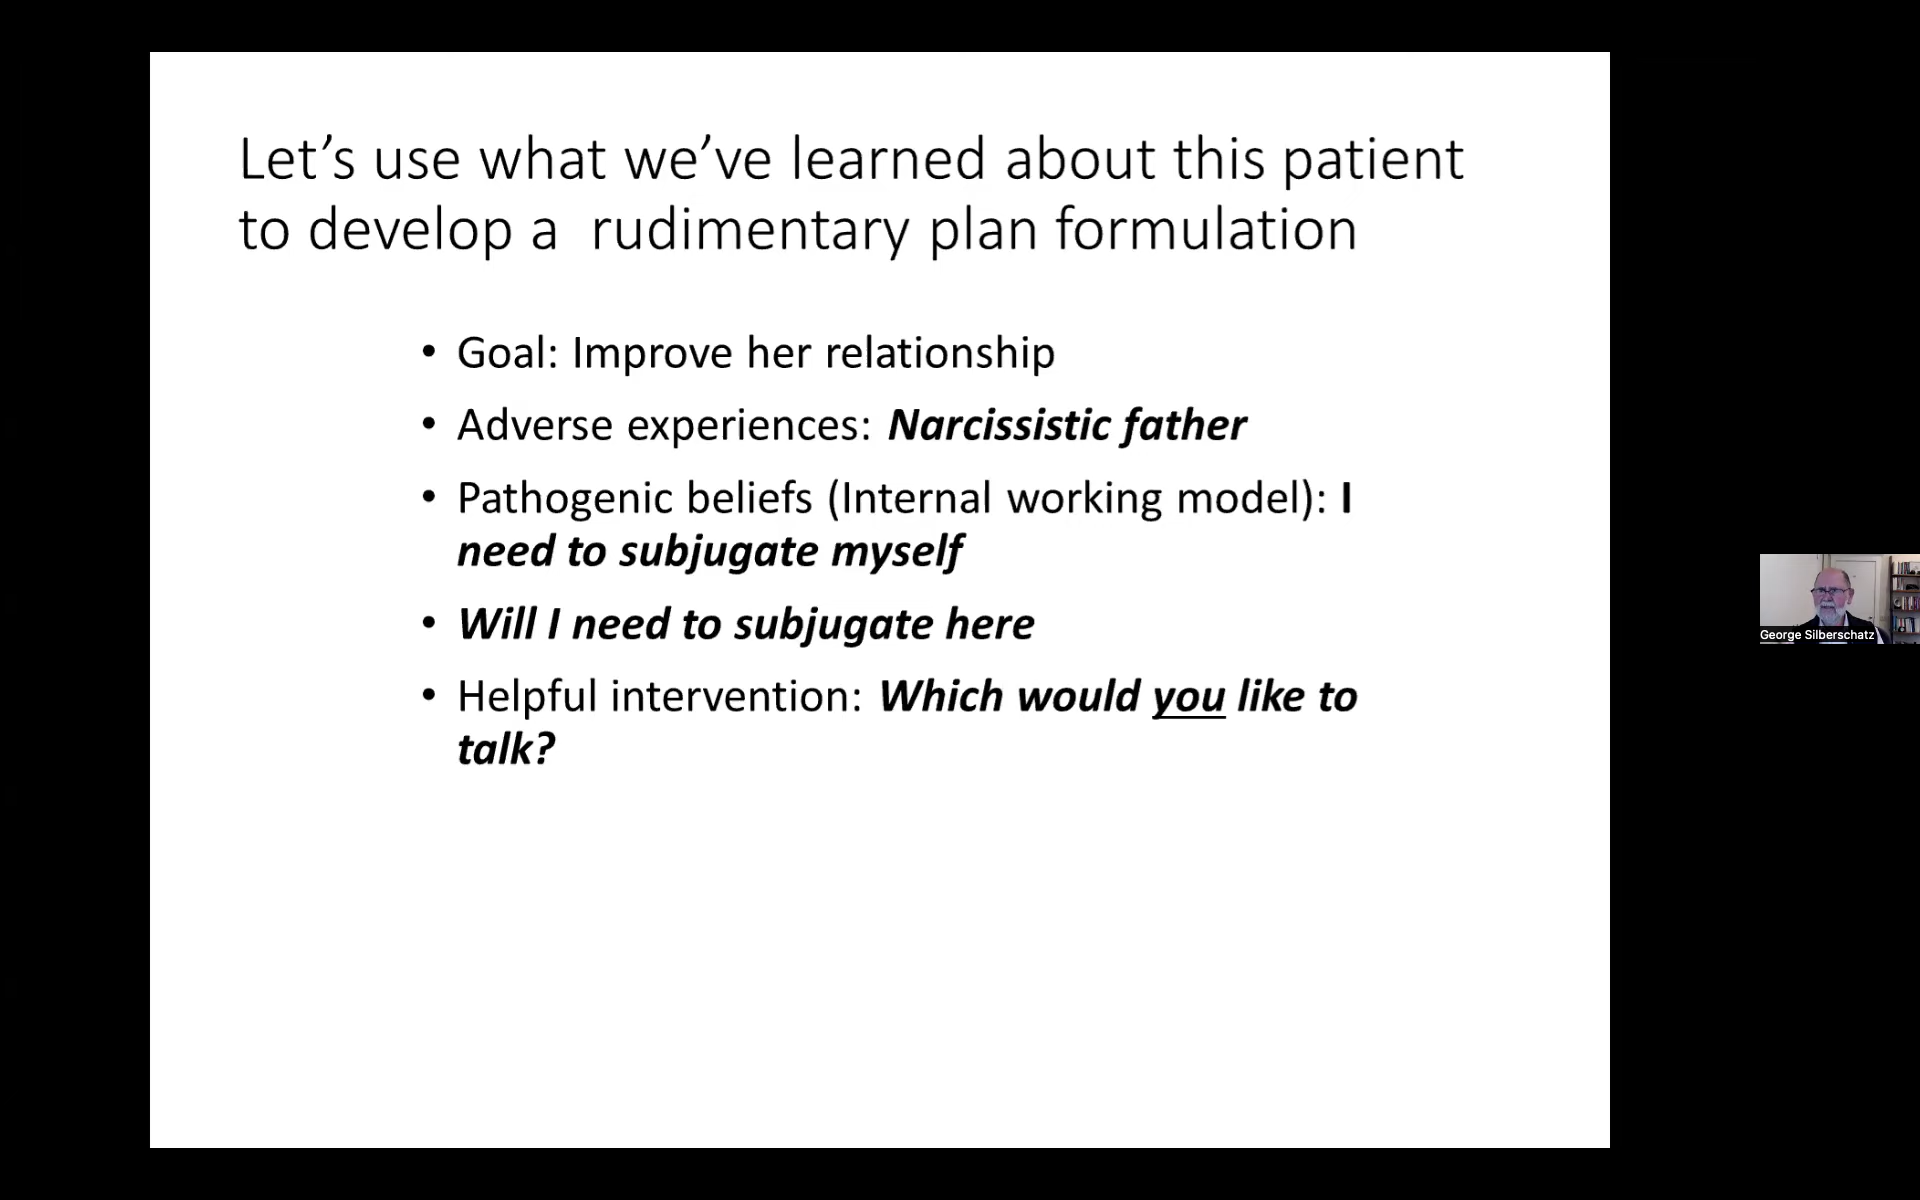 Let's use what we've learned about this patient
to develop a  rudimentary plan formulation
• Goal: Improve her relationship
• Adverse experiences: Narcissistic father
• Pathogenic beliefs (Internal working model): I
need to subjugate myself
• Will I need to subjugate here
• Helpful intervention: Which would you like to
talk?
George Silberschatz